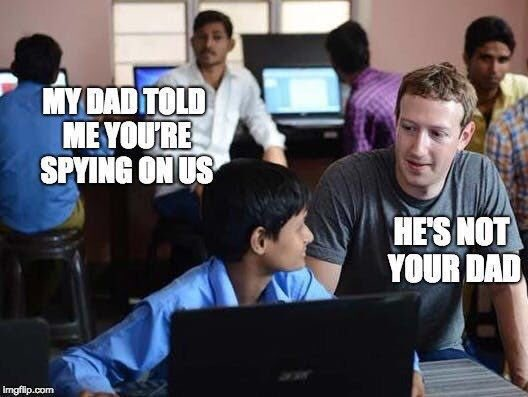 MY DAD TOLD
ME YOU'RE
SPYING ON US
HE'S NOT
YOUR DAD
acer
imgflip.com